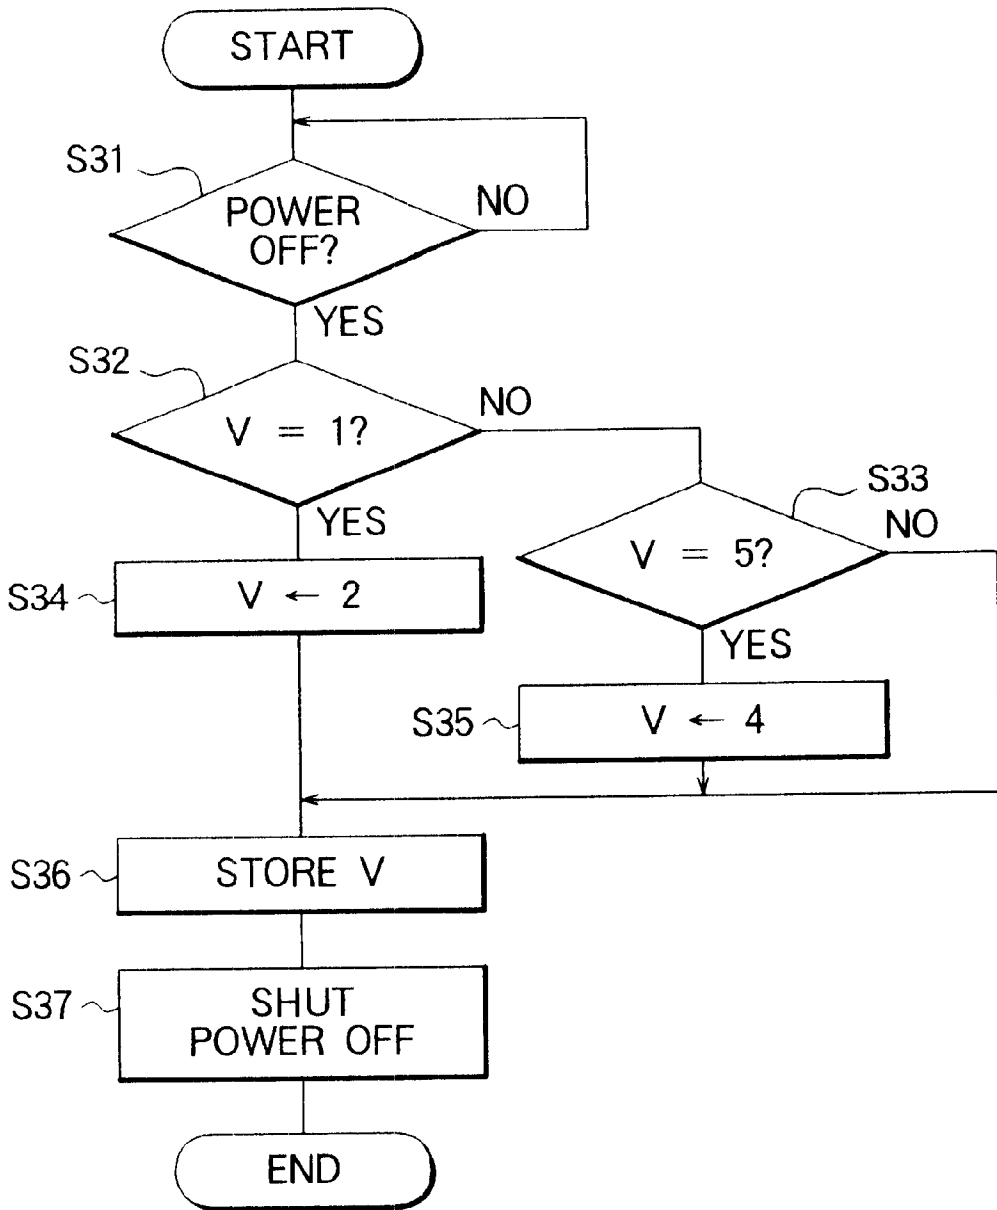 START
S31
POWER
OFF?
NO
YES
S32
V = 1?
NO
YES
S33
V = 5?
NO
YES
S34
V ← 2
S35
V ← 4
S36
STORE V
S37
SHUT
POWER OFF
END